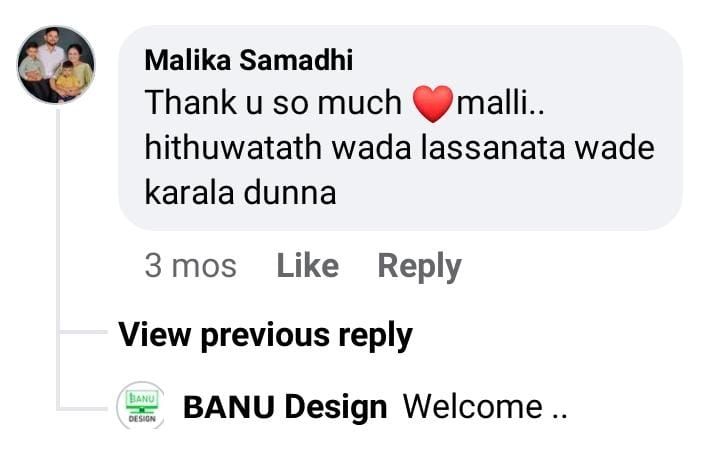 Malika Samadhi
Thank u so much ❤️malli..
hithuwatath wada lassanata wade
karala dunna
3 mos Like Reply
View previous reply
BANU
DESIGN
BANU Design Welcome ..